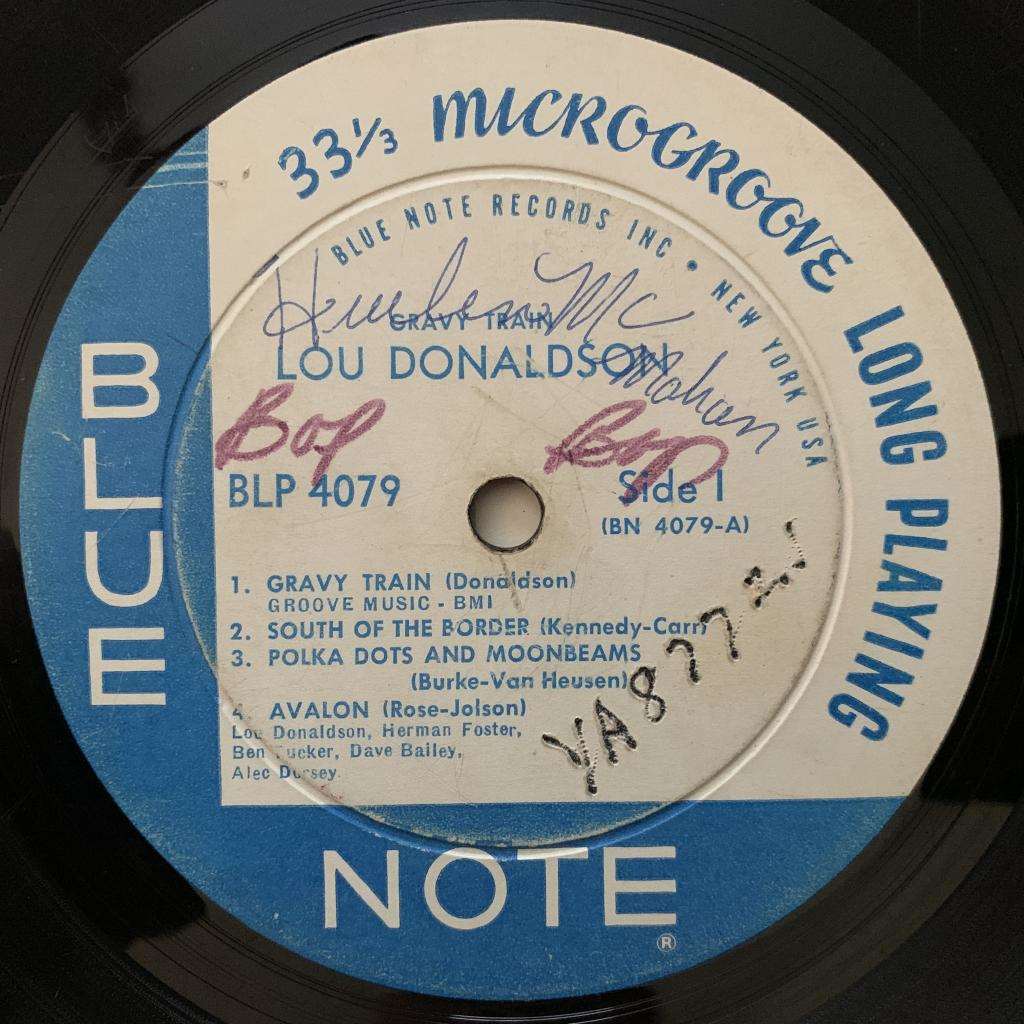 33⅓ MICROGROOVE LONG PLAYING
BLUE NOTE RECORDS INC • NEW YORK USA
Mc
GRAVY TRAIN
LOU DONALDSON
Mahan
Bop Bop
BLP 4079 Side 1
(BN 4079-A)
1. GRAVY TRAIN (Donaldson)
GROOVE MUSIC - BMI
2. SOUTH OF THE BORDER (Kennedy-Carr)
3. POLKA DOTS AND MOONBEAMS
(Burke-Van Heusen)
4. AVALON (Rose-Jolson)
Lou Donaldson, Herman Foster,
Ben Tucker, Dave Bailey,
Alec Dorsey
BLUE
NOTE
®